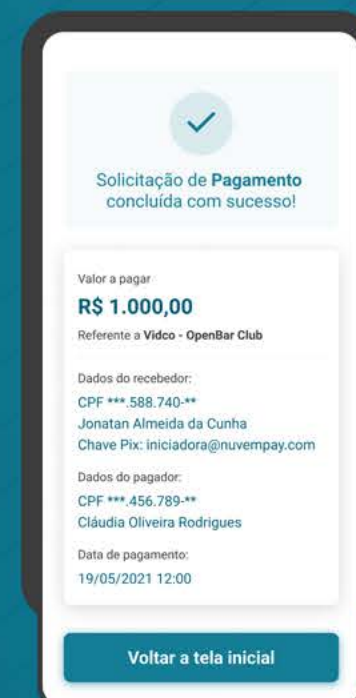 Solicitação de Pagamento
concluída com sucesso!
Valor a pagar
R$ 1.000,00
Referente a Vidco - OpenBar Club
Dados do recebedor:
CPF ***.588.740-**
Jonatan Almeida da Cunha
Chave Pix: iniciadora@nuvempay.com
Dados do pagador:
CPF ***.456.789-**
Cláudia Oliveira Rodrigues
Data de pagamento:
19/05/2021 12:00
Voltar a tela inicial